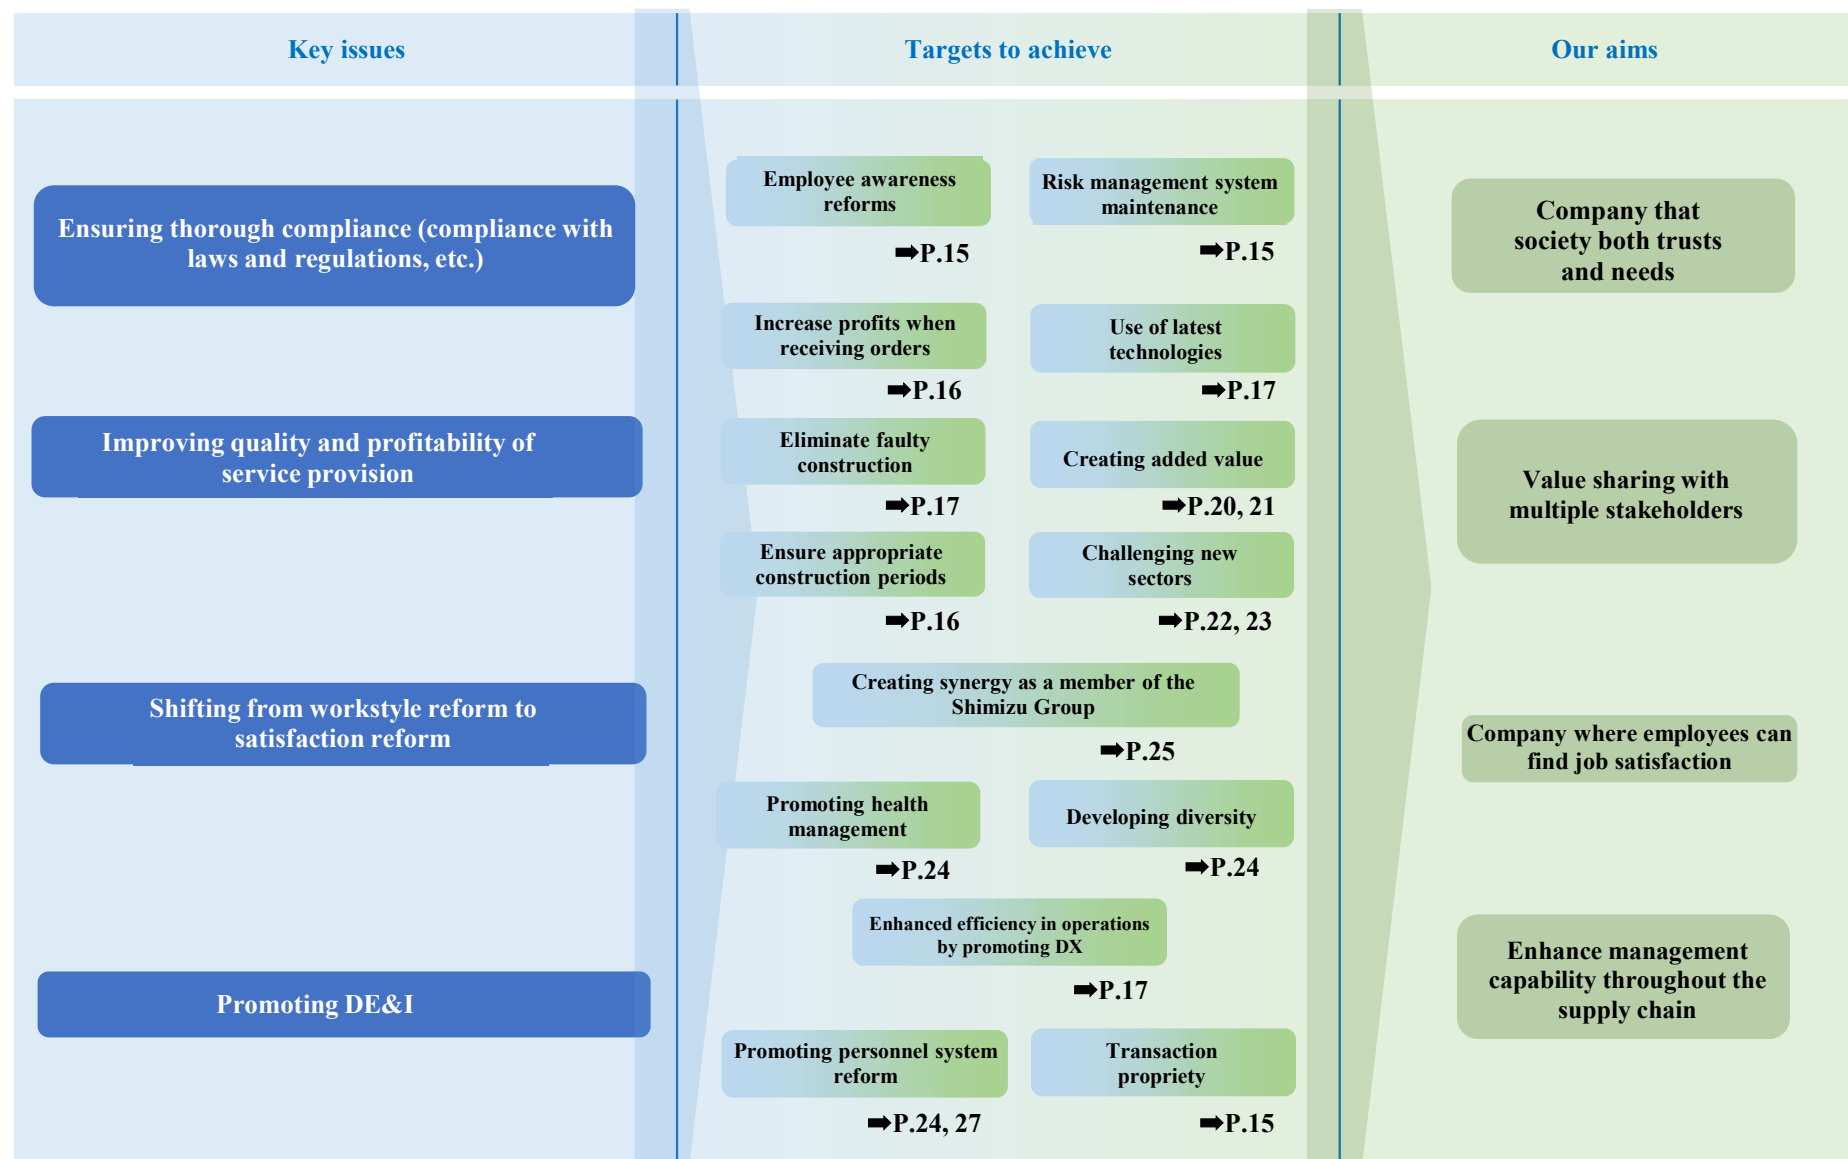 Key issues
Targets to achieve
Our aims
Ensuring thorough compliance (compliance with
laws and regulations, etc.)
Improving quality and profitability of
service provision
Shifting from workstyle reform to
satisfaction reform
Promoting DE&I
Employee awareness
reforms
➡P.15
Risk management system
maintenance
➡P.15
Increase profits when
receiving orders
➡P.16
Use of latest
technologies
➡P.17
Eliminate faulty
construction
➡P.17
Creating added value
➡P.20, 21
Ensure appropriate
construction periods
➡P.16
Challenging new
sectors
➡P.22, 23
Creating synergy as a member of the
Shimizu Group
➡P.25
Promoting health
management
➡P.24
Developing diversity
➡P.24
Enhanced efficiency in operations
by promoting DX
➡P.17
Promoting personnel system
reform
➡P.24, 27
Transaction
propriety
➡P.15
Company that
society both trusts
and needs
Value sharing with
multiple stakeholders
Company where employees can
find job satisfaction
Enhance management
capability throughout the
supply chain